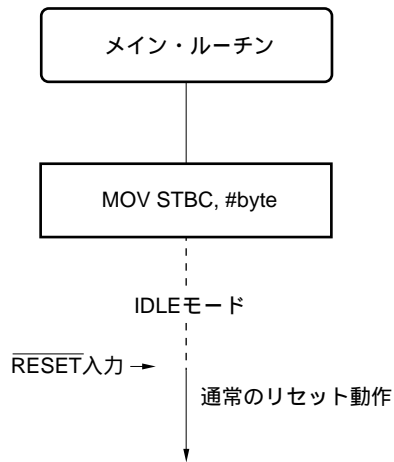 メイン・ルーチン
MOV STBC, #byte
IDLEモード
RESET入力
通常のリセット動作